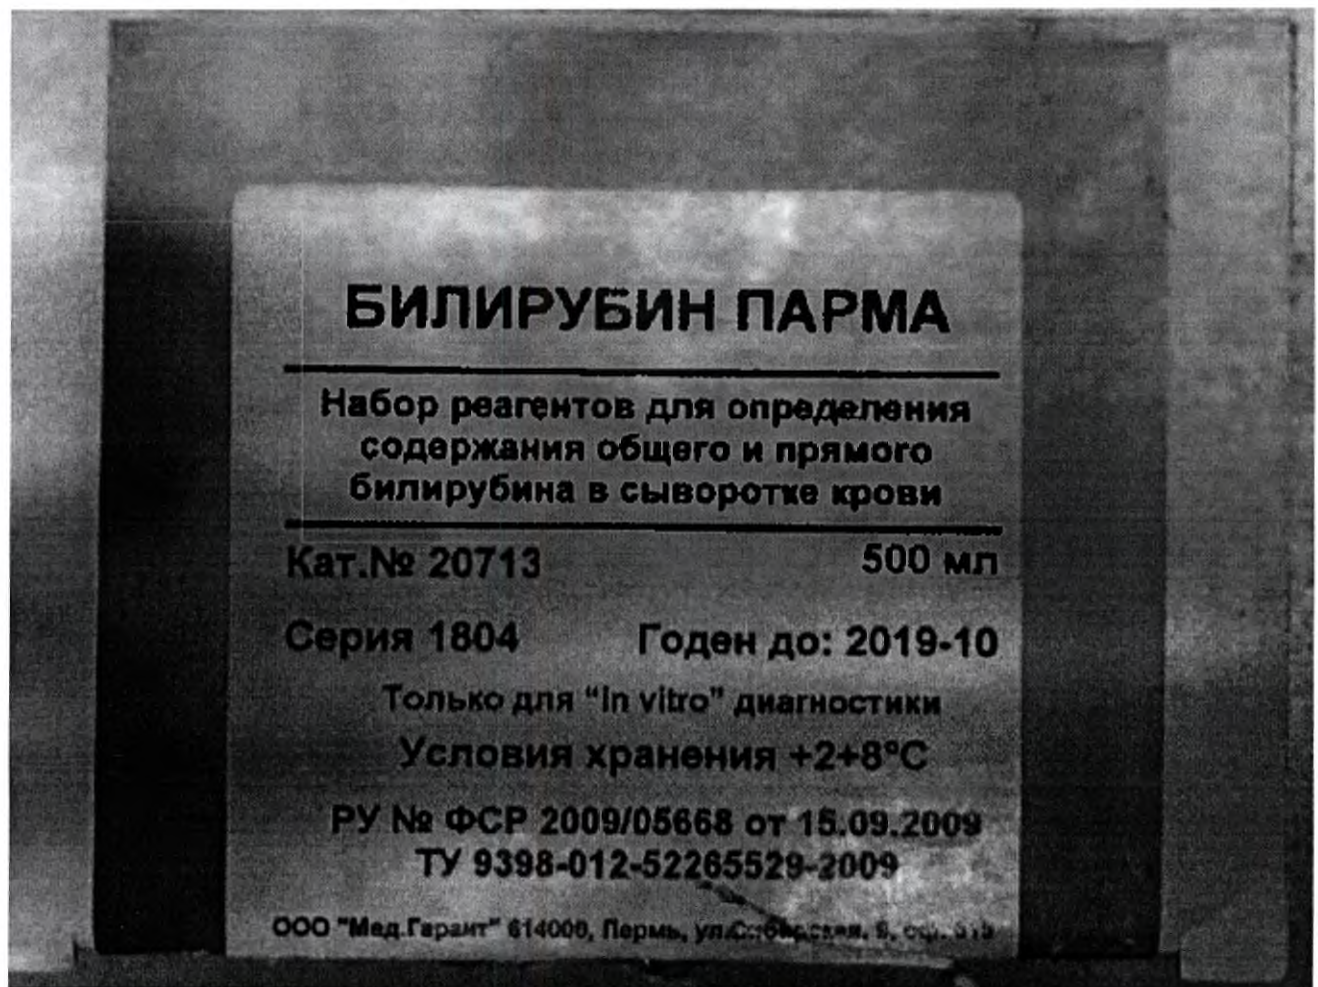 БИЛИРУБИН ПАРМА
Набор реагентов для определения
содержания общего и прямого
билирубина в сыворотке крови
Кат.№ 20713 500 мл
Серия 1804 Годен до: 2019-10
Только для “In vitro” диагностики
Условия хранения +2+8°С
РУ № ФСР 2009/05668 от 15.09.2009
ТУ 9398-012-52265529-2009
ООО "Мед.Гарант" 614000, Пермь,